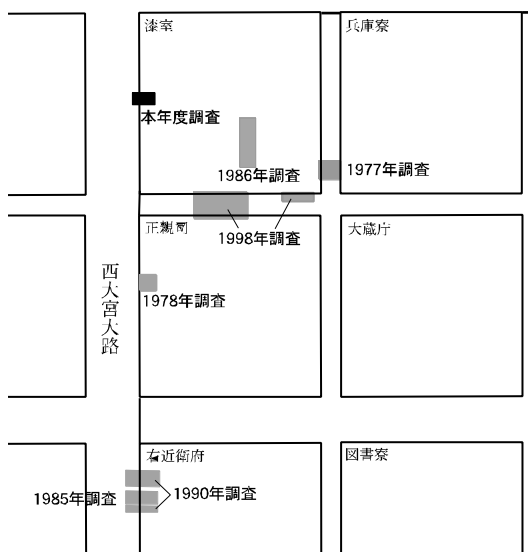 漆室
兵庫寮
本年度調査
1986年調査
1977年調査
正親司
1998年調査
大蔵庁
西大宮大路
1978年調査
右近衛府
図書寮
1985年調査
1990年調査